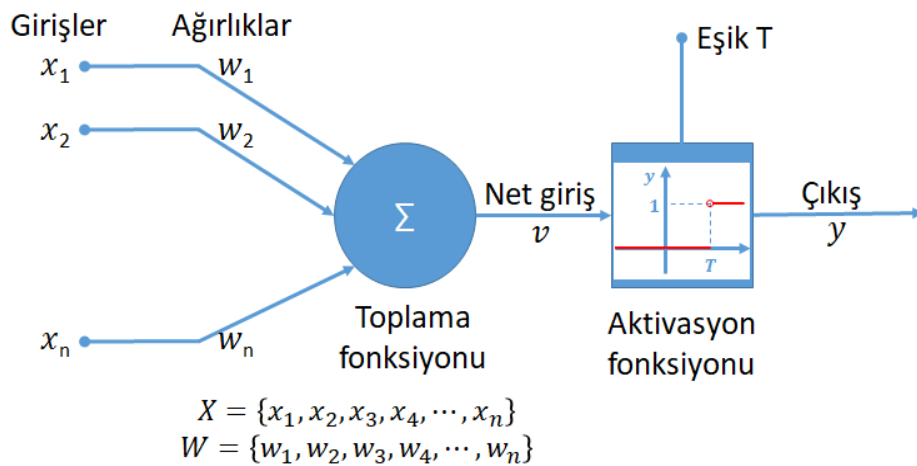 Girişler
Ağırlıklar
Eşik T
x₁
w₁
x₂
w₂
Σ
Net giriş
v
y
1
T
Çıkış
y
xₙ
wₙ
Toplama
fonksiyonu
Aktivasyon
fonksiyonu
X = {x₁, x₂, x₃, x₄, ⋯, xₙ}
W = {w₁, w₂, w₃, w₄, ⋯, wₙ}